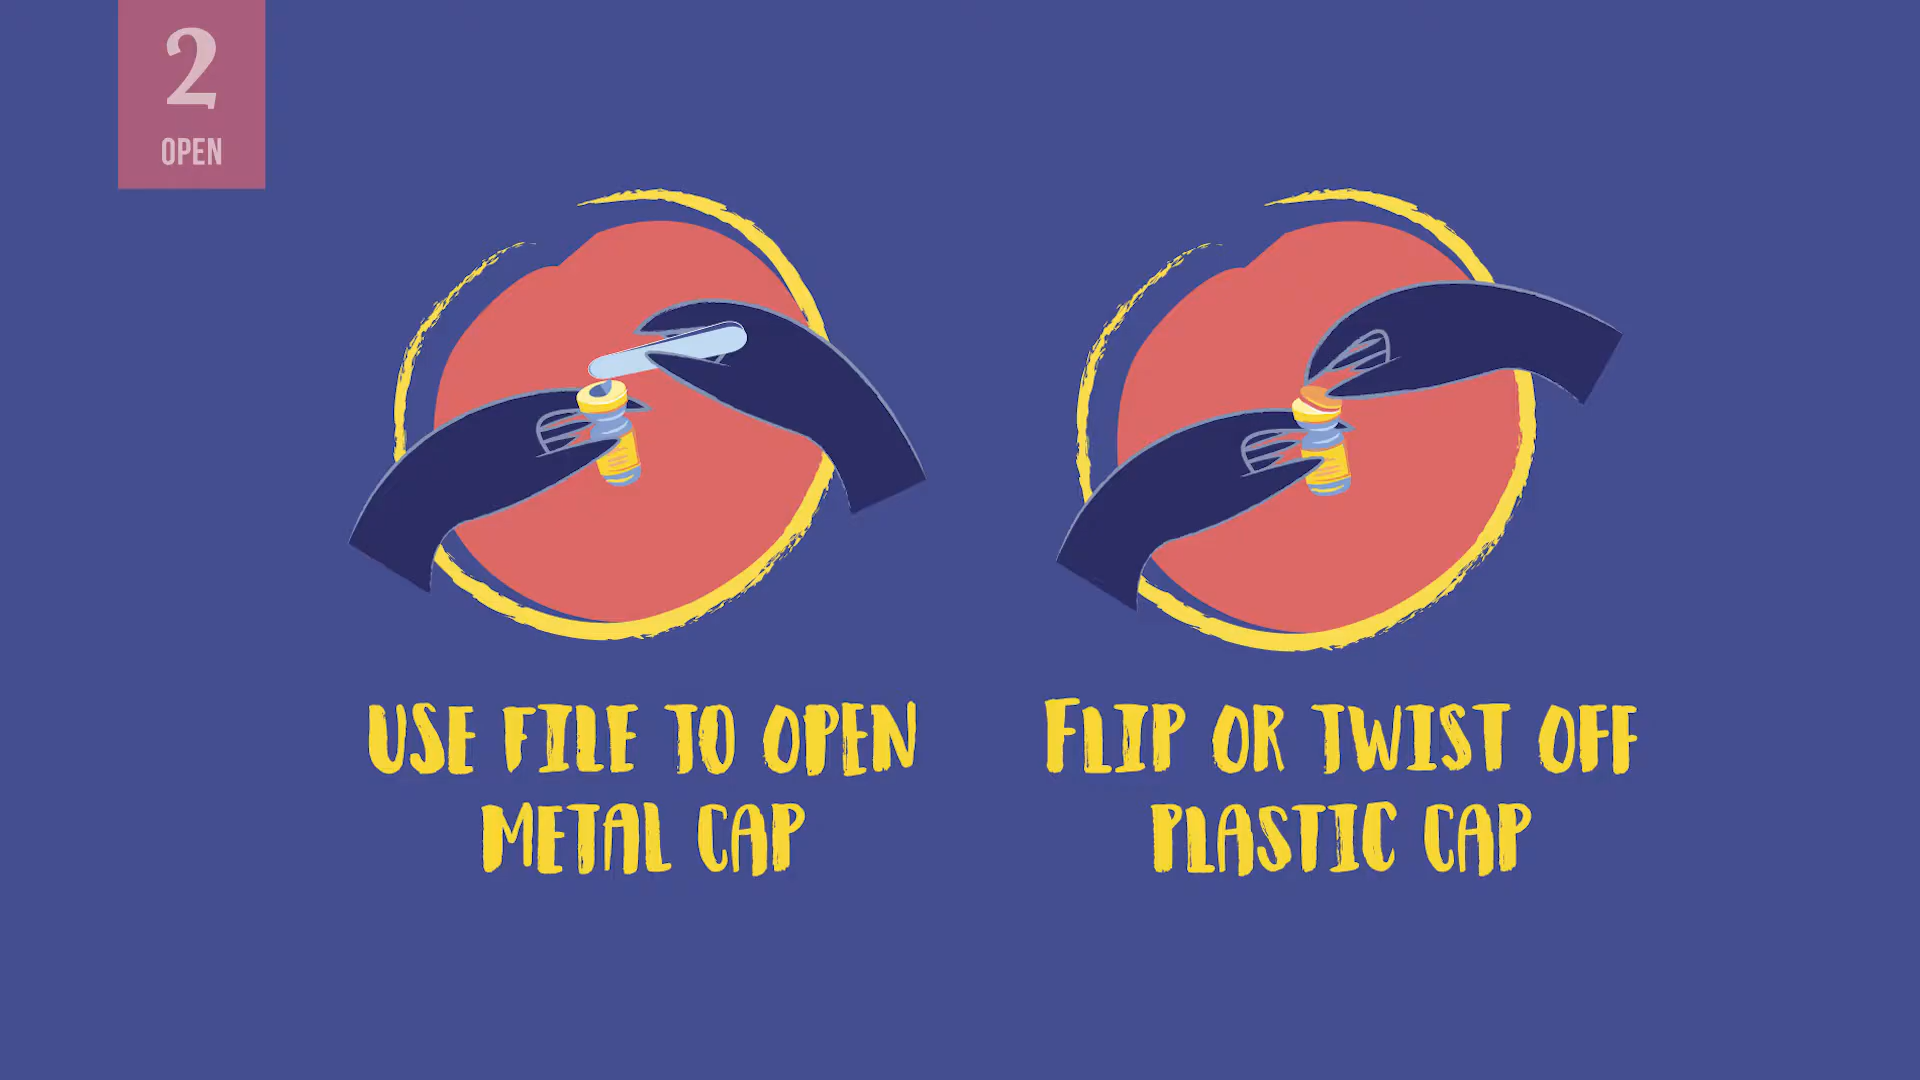 2
OPEN
USE FILE TO OPEN
METAL CAP
FLIP OR TWIST OFF
PLASTIC CAP